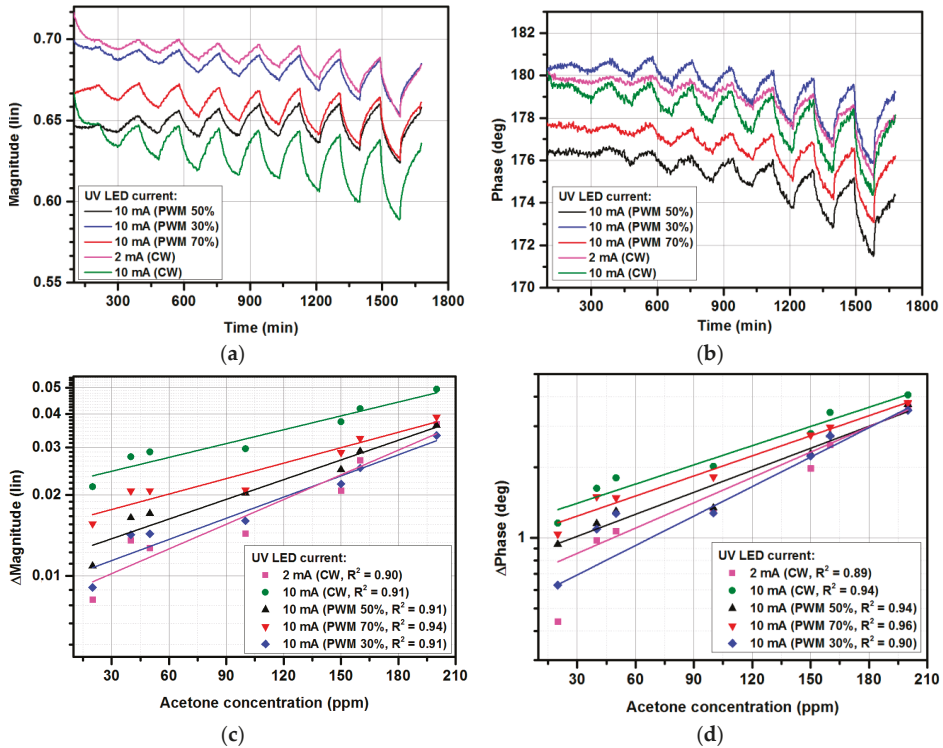 0.70
0.65
0.60
0.55
Magnitude (lin)
UV LED current:
10 mA (PWM 50%
10 mA (PWM 30%)
10 mA (PWM 70%)
2 mA (CW)
10 mA (CW)
300 600 900 1200 1500 1800
Time (min)
(a)
182
180
178
176
174
172
170
Phase (deg)
UV LED current:
10 mA (PWM 50%)
10 mA (PWM 30%)
10 mA (PWM 70%)
2 mA (CW)
10 mA (CW)
300 600 900 1200 1500 1800
Time (min)
(b)
0.05
0.04
0.03
0.02
0.01
ΔMagnitude (lin)
UV LED current:
2 mA (CW, R² = 0.90)
10 mA (CW, R² = 0.91)
10 mA (PWM 50%, R² = 0.91)
10 mA (PWM 70%, R² = 0.94)
10 mA (PWM 30%, R² = 0.91)
30 60 90 120 150 180 210
Acetone concentration (ppm)
(c)
2
1
ΔPhase (deg)
UV LED current:
2 mA (CW, R² = 0.89)
10 mA (CW, R² = 0.94)
10 mA (PWM 50%, R² = 0.94)
10 mA (PWM 70%, R² = 0.96)
10 mA (PWM 30%, R² = 0.90)
30 60 90 120 150 180 210
Acetone concentration (ppm)
(d)